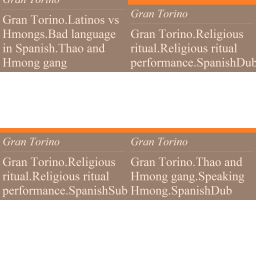 Gran Torino
Gran Torino.Latinos vs
Hmongs.Bad language
in Spanish.Thao and
Hmong gang
Gran Torino
Gran Torino.Religious
ritual.Religious ritual
performance.SpanishDub
Gran Torino
Gran Torino.Religious
ritual.Religious ritual
performance.SpanishSub
Gran Torino
Gran Torino.Thao and
Hmong gang.Speaking
Hmong.SpanishDub